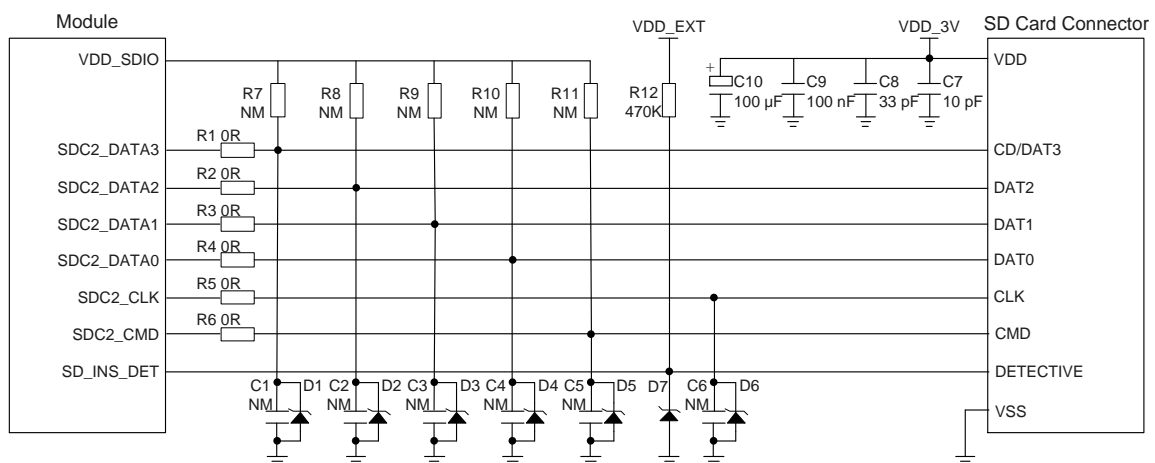 Module
SD Card Connector
VDD_EXT
VDD_3V
VDD_SDIO
VDD
R7 NM
R8 NM
R9 NM
R10 NM
R11 NM
R12 470K
+
C10 100 µF
C9 100 nF
C8 33 pF
C7 10 pF
SDC2_DATA3
R1 0R
CD/DAT3
SDC2_DATA2
R2 0R
DAT2
SDC2_DATA1
R3 0R
DAT1
SDC2_DATA0
R4 0R
DAT0
SDC2_CLK
R5 0R
CLK
SDC2_CMD
R6 0R
CMD
SD_INS_DET
DETECTIVE
C1 NM
D1
C2 NM
D2
C3 NM
D3
C4 NM
D4
C5 NM
D5
D7
C6 NM
D6
VSS